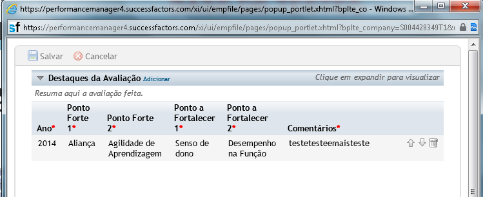 https://performancemanager4.successfactors.com/xi/ui/empfile/pages/popup_portlet.xhtml?bplte_co - Windows ...
https://performancemanager4.successfactors.com/xi/ui/empfile/pages/popup_portlet.xhtml?bplte_company=S004428349T1&n
Salvar Cancelar
Destaques da Avaliação Adicionar Clique em expandir para visualizar
Resuma aqui a avaliação feita.
Ano* Ponto Forte 1* Ponto Forte 2* Ponto a Fortalecer 1* Ponto a Fortalecer 2* Comentários*
2014 Aliança Agilidade de Aprendizagem Senso de dono Desempenho na Função testetesteemaisteste